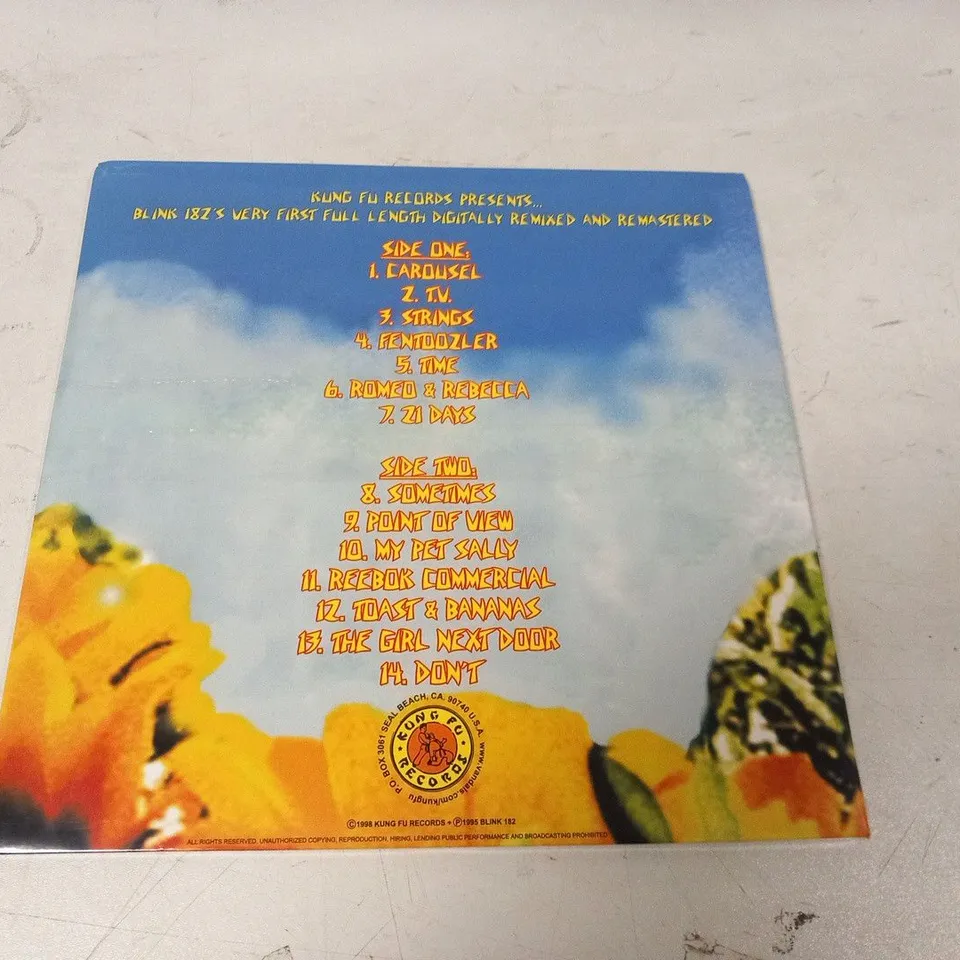 KUNG FU RECORDS PRESENTS...
BLINK 182'S VERY FIRST FULL LENGTH DIGITALLY REMIXED AND REMASTERED
SIDE ONE:
1. CAROUSEL
2. T.V.
3. STRINGS
4. FENTOOZLER
5. TIME
6. ROMEO & REBECCA
7. 21 DAYS
SIDE TWO:
8. SOMETIMES
9. POINT OF VIEW
10. MY PET SALLY
11. REEBOK COMMERCIAL
12. TOAST & BANANAS
13. THE GIRL NEXT DOOR
14. DON'T
P.O BOX 3061 SEAL BEACH, CA. 90740 U.S.A. www.vandals.com/kungfu
KUNG FU
RECORDS
©1998 KUNG FU RECORDS • ℗1995 BLINK 182
ALL RIGHTS RESERVED. UNAUTHORIZED COPYING, REPRODUCTION, HIRING, LENDING PUBLIC PERFORMANCE AND BROADCASTING PROHIBITED